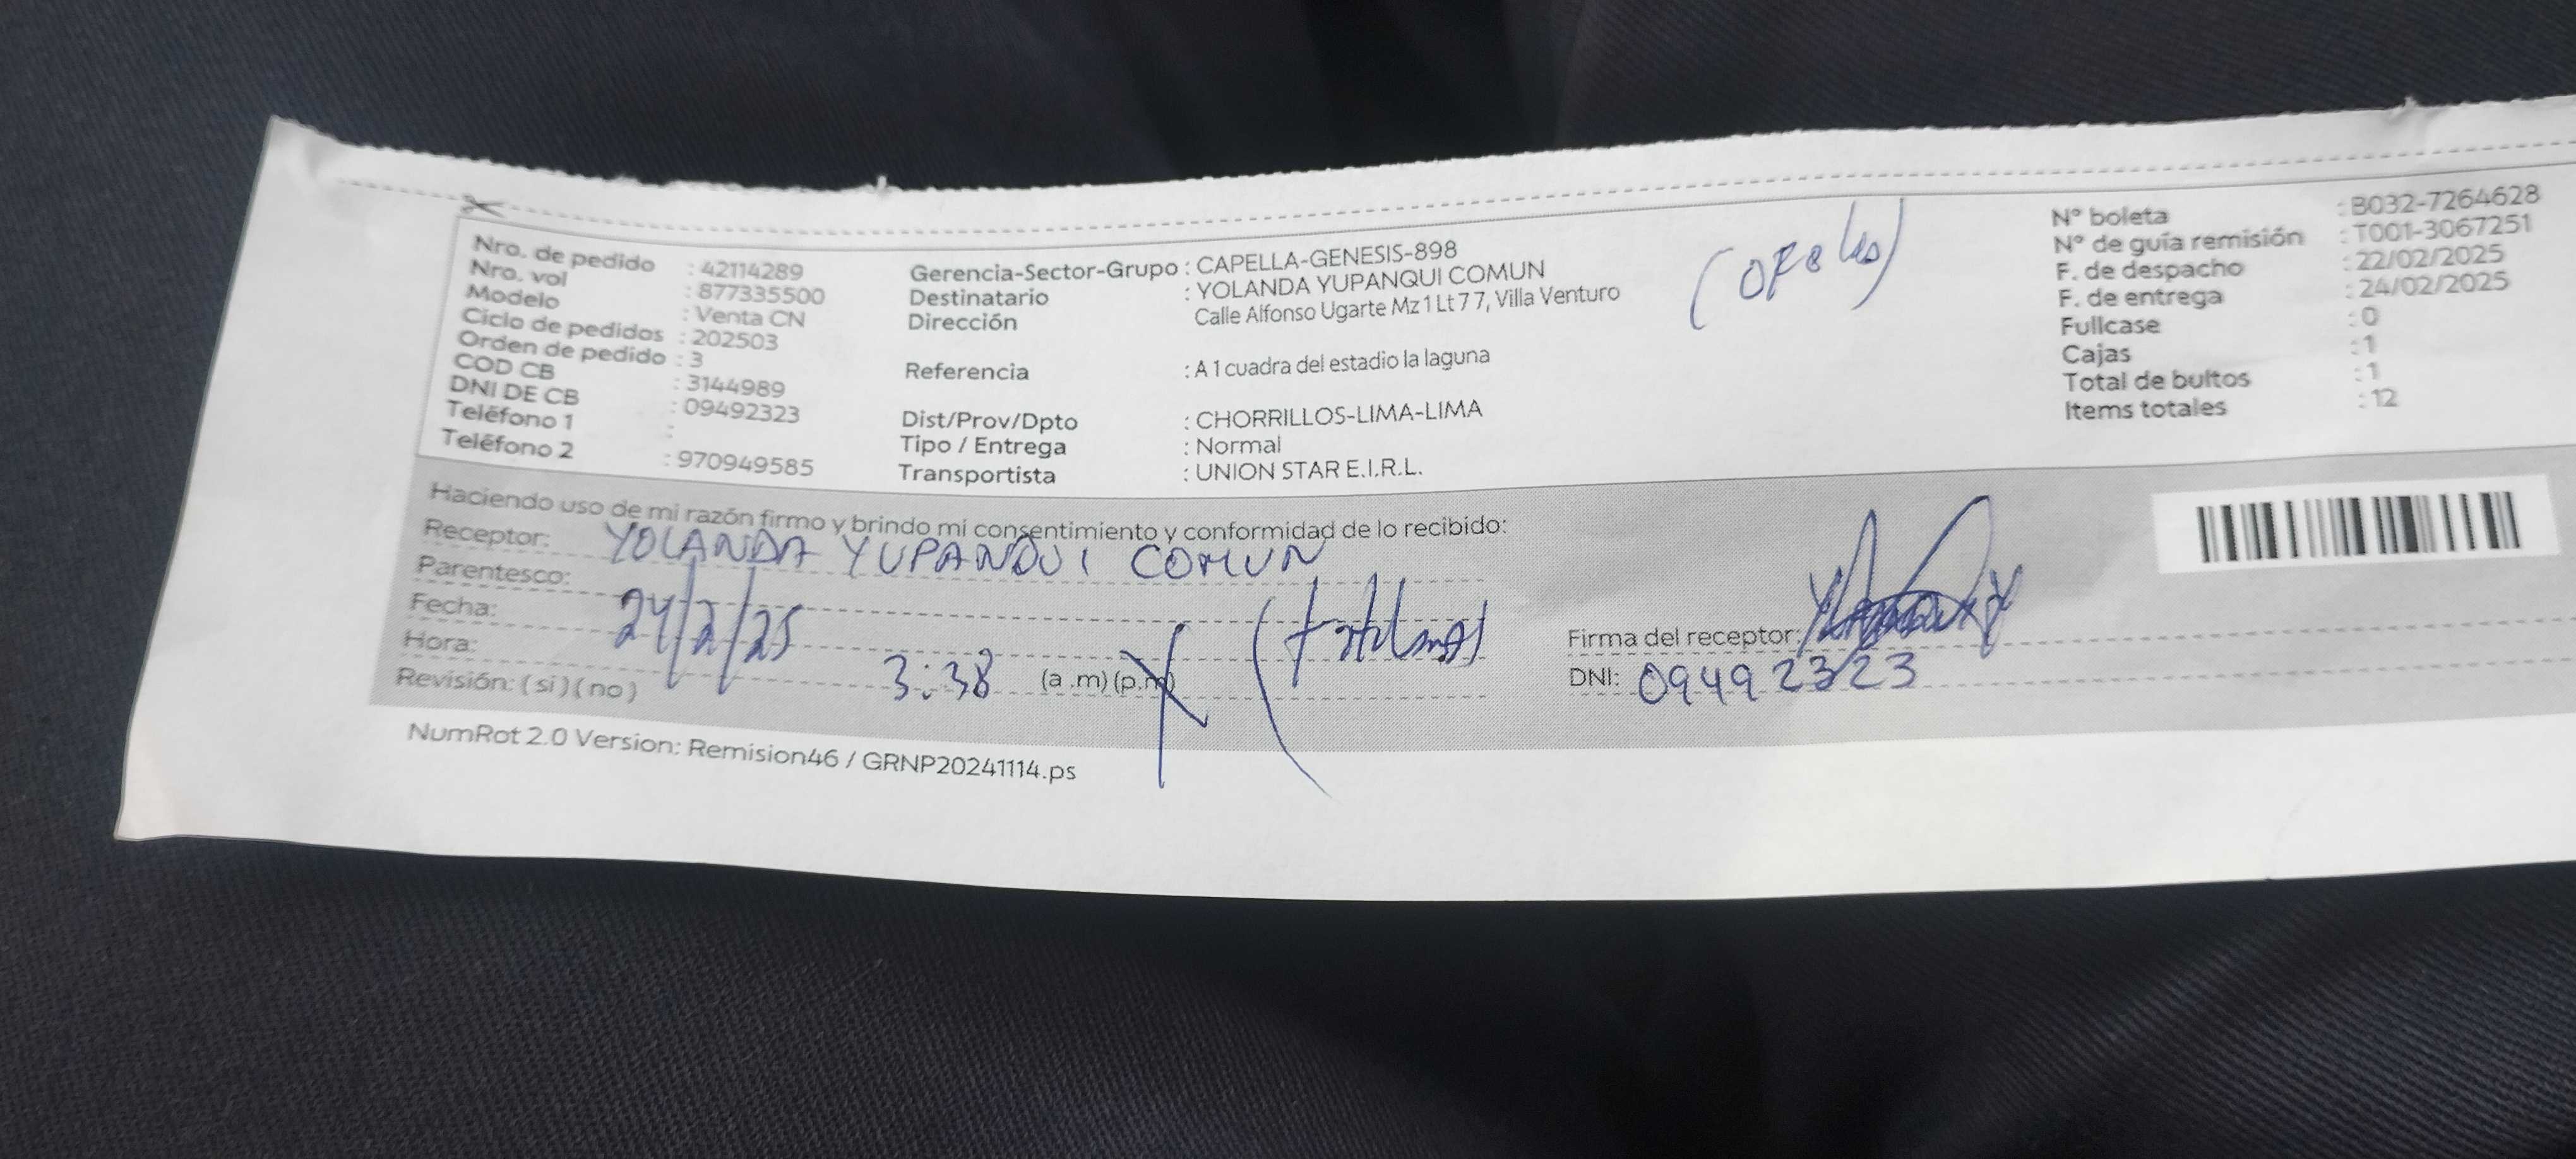 Nro. de pedido : 42114289
Nro. vol : 877335500
Modelo : Venta CN
Ciclo de pedidos : 202503
Orden de pedido : 3
COD CB : 3144989
DNI DE CB : 09492323
Teléfono 1 :
Teléfono 2 : 970949585
Gerencia-Sector-Grupo : CAPELLA-GENESIS-898
Destinatario : YOLANDA YUPANQUI COMUN
Dirección : Calle Alfonso Ugarte Mz 1 Lt 7 7, Villa Venturo
Referencia : A 1 cuadra del estadio la laguna
Dist/Prov/Dpto : CHORRILLOS-LIMA-LIMA
Tipo / Entrega : Normal
Transportista : UNION STAR E.I.R.L.
N° boleta : B032-7264628
N° de guía remisión : T001-3067251
F. de despacho : 22/02/2025
F. de entrega : 24/02/2025
Fullcase : 0
Cajas : 1
Total de bultos : 1
Items totales : 12
Haciendo uso de mi razón firmo y brindo mi consentimiento y conformidad de lo recibido:
Receptor: YOLANDA YUPANQUI COMUN
Parentesco:
Fecha: 24/2/25
Hora: 3:38 (a .m) (p.m)
Revisión: ( si ) ( no )
Firma del receptor:
DNI: 09492323
NumRot 2.0 Version: Remision46 / GRNP20241114.ps